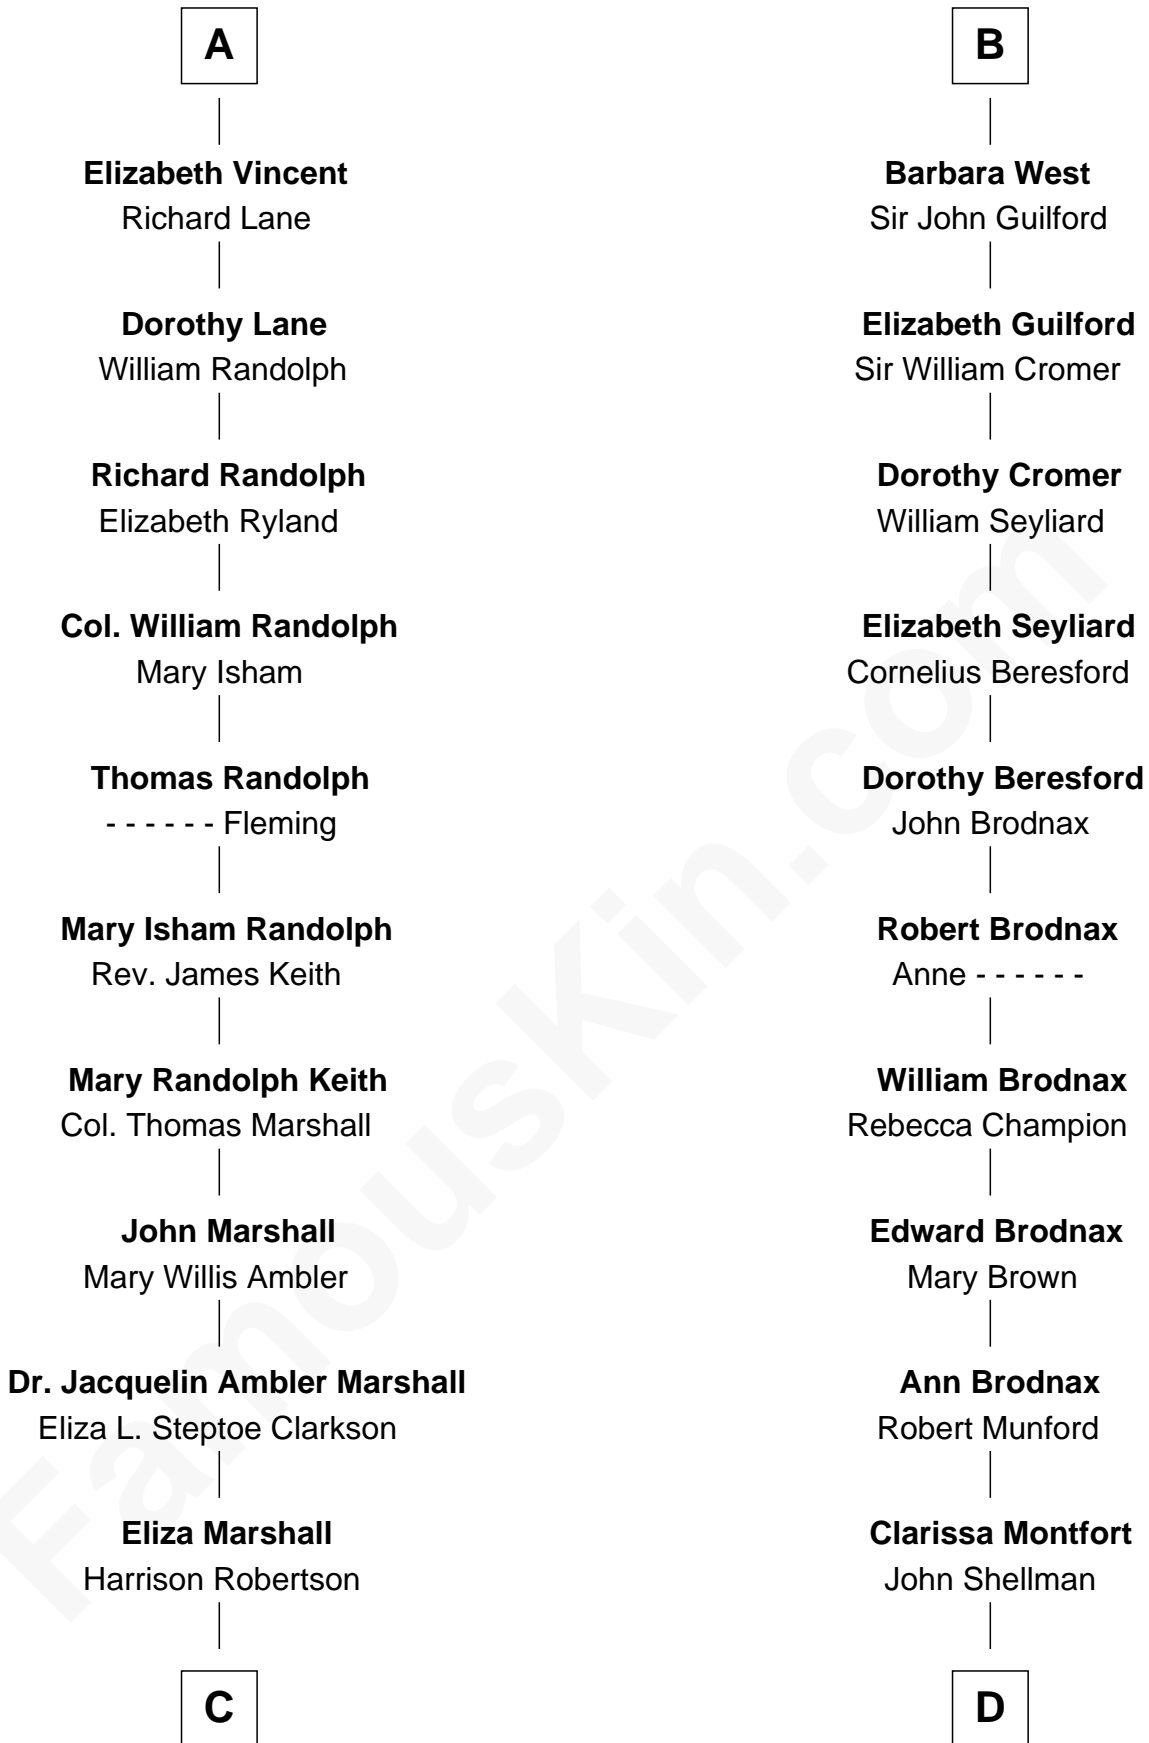 A
B
Elizabeth Vincent
Richard Lane
Barbara West
Sir John Guilford
Dorothy Lane
William Randolph
Elizabeth Guilford
Sir William Cromer
Richard Randolph
Elizabeth Ryland
Dorothy Cromer
William Seyliard
Col. William Randolph
Mary Isham
Elizabeth Seyliard
Cornelius Beresford
Thomas Randolph
- - - - - - Fleming
Dorothy Beresford
John Brodnax
Mary Isham Randolph
Rev. James Keith
Robert Brodnax
Anne - - - - - -
Mary Randolph Keith
Col. Thomas Marshall
William Brodnax
Rebecca Champion
John Marshall
Mary Willis Ambler
Edward Brodnax
Mary Brown
Dr. Jacquelin Ambler Marshall
Eliza L. Steptoe Clarkson
Ann Brodnax
Robert Munford
Eliza Marshall
Harrison Robertson
Clarissa Montfort
John Shellman
C
D
FamousKin.com